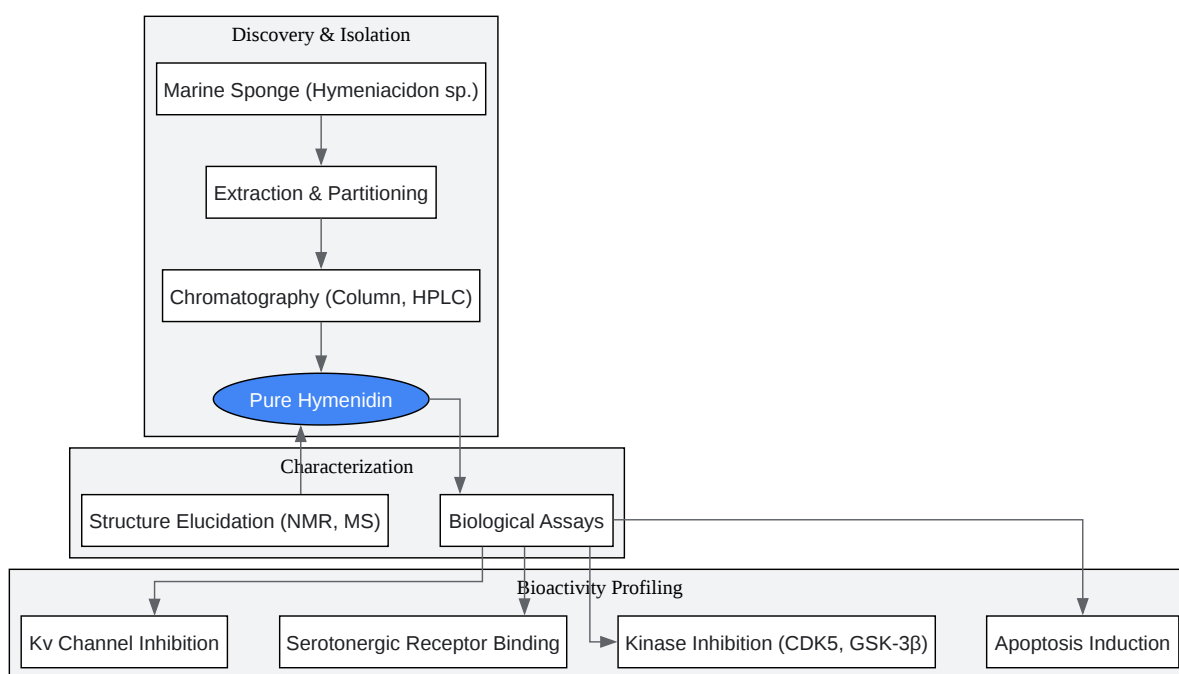 Discovery & Isolation
Marine Sponge (Hymeniacidon sp.)
Extraction & Partitioning
Chromatography (Column, HPLC)
Pure Hymenidin
Characterization
Structure Elucidation (NMR, MS)
Biological Assays
Bioactivity Profiling
Kv Channel Inhibition
Serotonergic Receptor Binding
Kinase Inhibition (CDK5, GSK-3β)
Apoptosis Induction